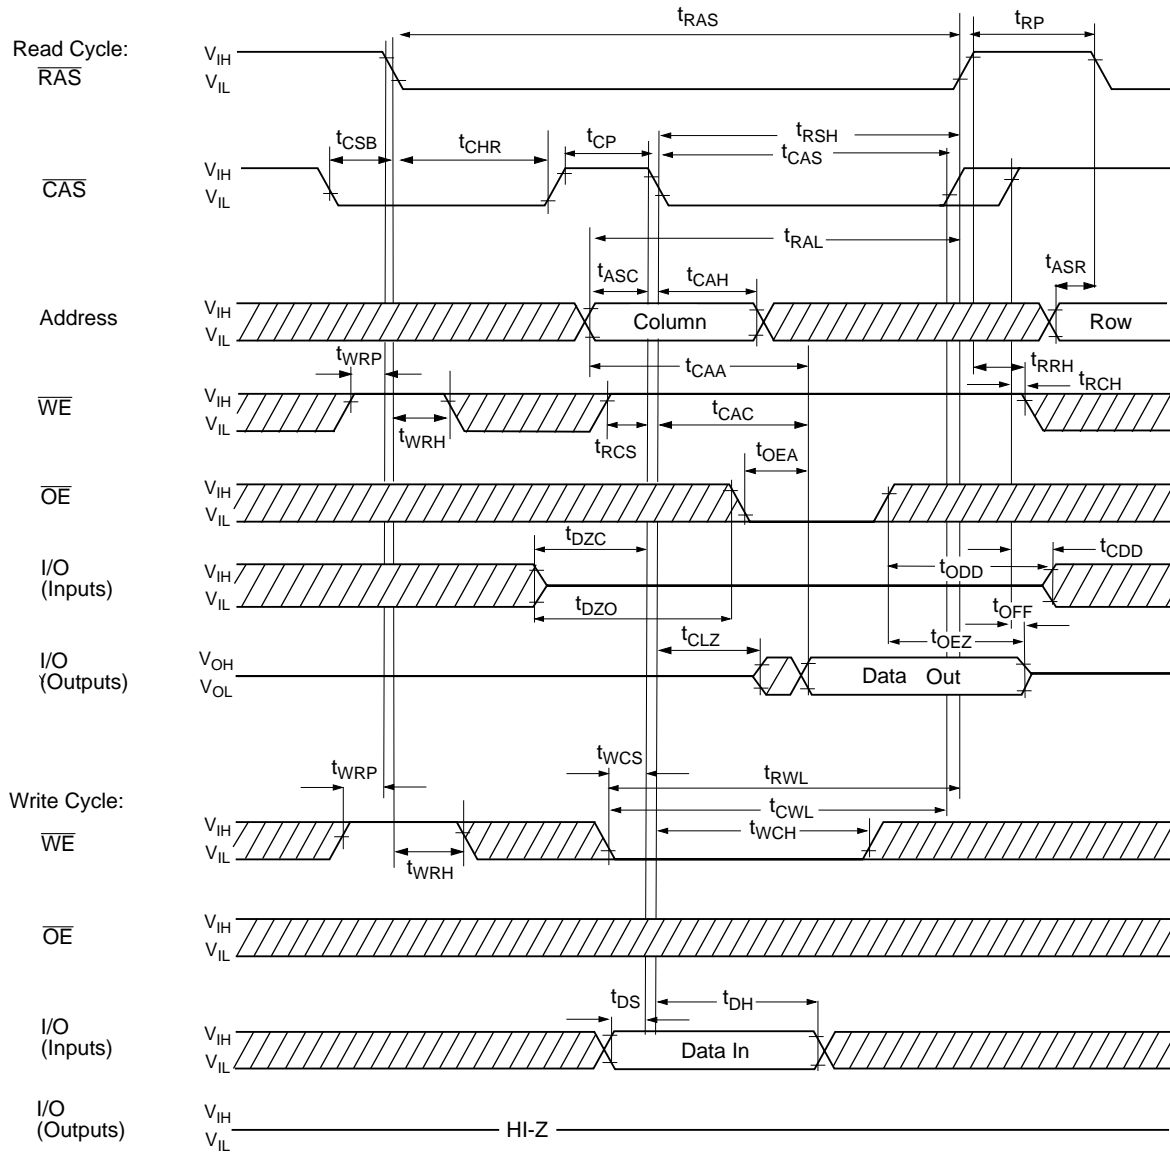 tRAS
tRP
Read Cycle:
RAS
VIH
VIL
tCSB
tCHR
tCP
tRSH
tCAS
CAS
VIH
VIL
tRAL
tASC
tCAH
tASR
Address
VIH
VIL
Column
Row
tWRP
tCAA
tRRH
tRCH
WE
VIH
VIL
tWRH
tRCS
tCAC
tOEA
OE
VIH
VIL
tDZC
tCDD
tODD
I/O
(Inputs)
VIH
VIL
tDZO
tOFF
tCLZ
tOEZ
I/O
(Outputs)
VOH
VOL
Data Out
tWCS
tWRP
tRWL
Write Cycle:
tCWL
tWCH
WE
VIH
VIL
tWRH
OE
VIH
VIL
tDS
tDH
I/O
(Inputs)
VIH
VIL
Data In
I/O
(Outputs)
VIH
VIL
HI-Z